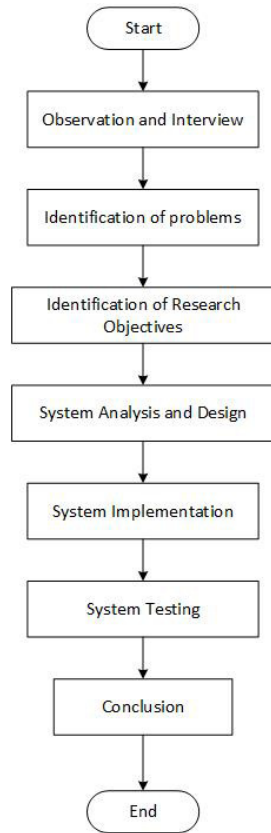 Start
Observation and Interview
Identification of problems
Identification of Research
Objectives
System Analysis and Design
System Implementation
System Testing
Conclusion
End